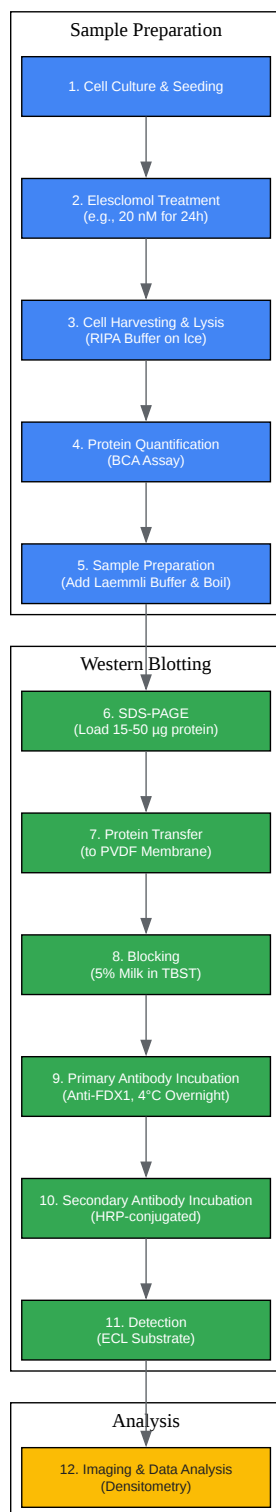 Sample Preparation
1. Cell Culture & Seeding
2. Elesclomol Treatment
(e.g., 20 nM for 24h)
3. Cell Harvesting & Lysis
(RIPA Buffer on Ice)
4. Protein Quantification
(BCA Assay)
5. Sample Preparation
(Add Laemmli Buffer & Boil)
Western Blotting
6. SDS-PAGE
(Load 15-50 µg protein)
7. Protein Transfer
(to PVDF Membrane)
8. Blocking
(5% Milk in TBST)
9. Primary Antibody Incubation
(Anti-FDX1, 4°C Overnight)
10. Secondary Antibody Incubation
(HRP-conjugated)
11. Detection
(ECL Substrate)
Analysis
12. Imaging & Data Analysis
(Densitometry)